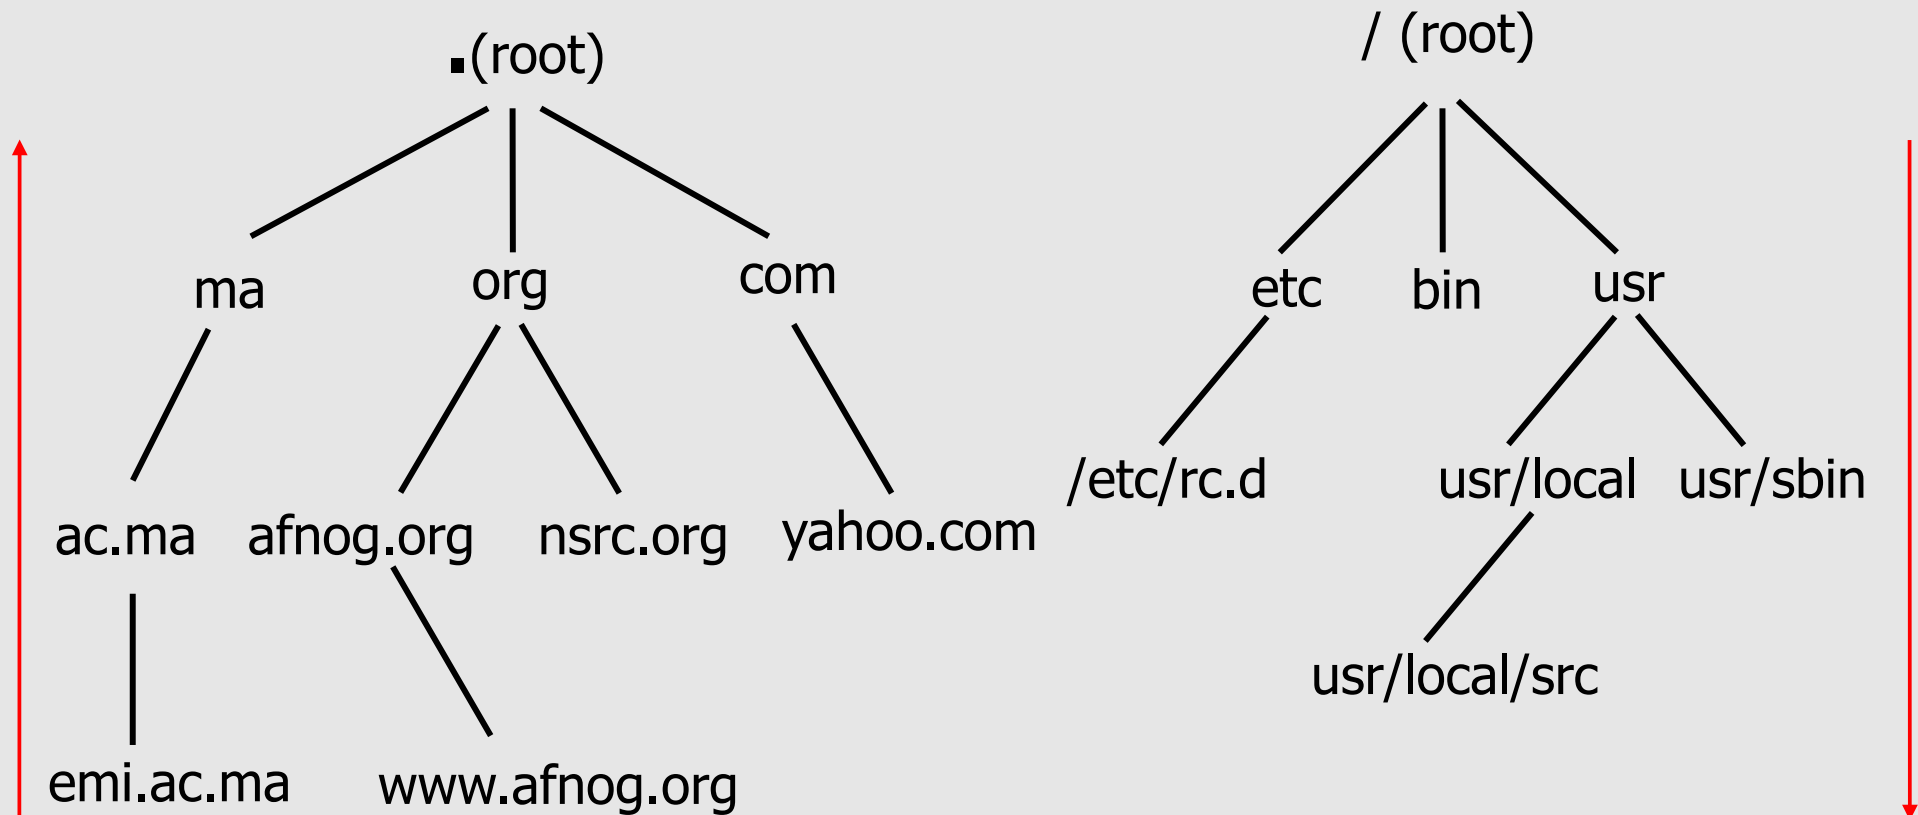 .(root)
ma
org
com
ac.ma
afnog.org
nsrc.org
yahoo.com
emi.ac.ma
www.afnog.org
/ (root)
etc
bin
usr
/etc/rc.d
usr/local
usr/sbin
usr/local/src